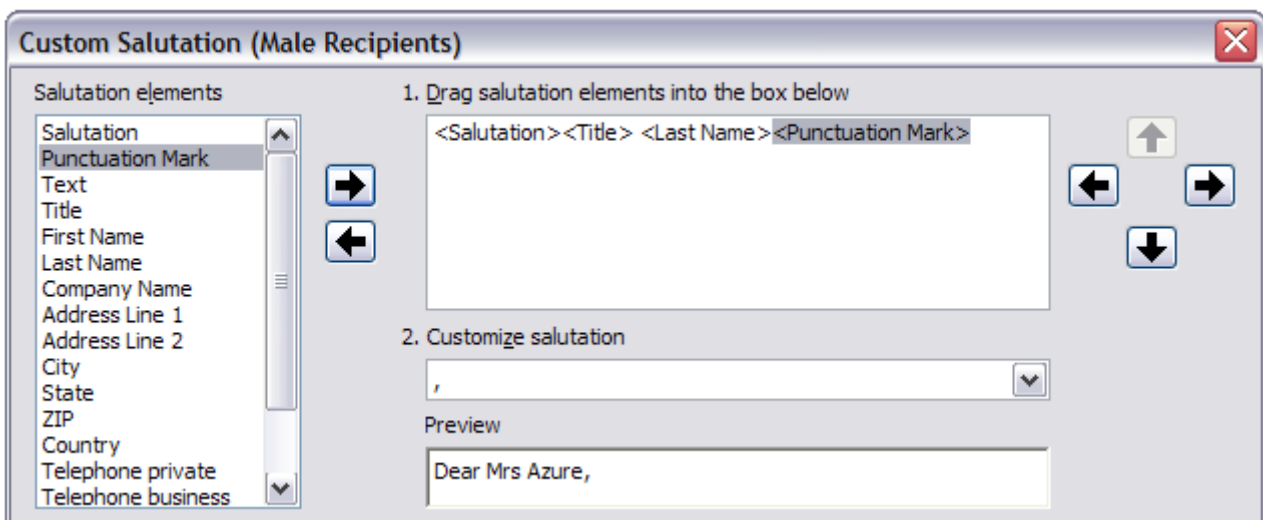 Custom Salutation (Male Recipients)
Salutation elements
Salutation
Punctuation Mark
Text
Title
First Name
Last Name
Company Name
Address Line 1
Address Line 2
City
State
ZIP
Country
Telephone private
Telephone business
1. Drag salutation elements into the box below
<Salutation><Title> <Last Name><Punctuation Mark>
2. Customize salutation
,
Preview
Dear Mrs Azure,